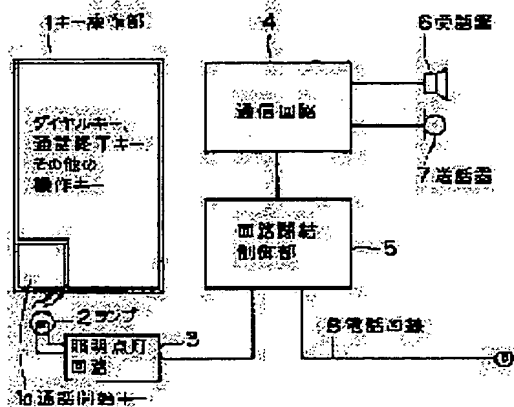 1キー操作部
4
6受話器
ダイヤルキー、
通話終了キー
その他の
操作キー
通信回路
7送話器
回路閉結
制御部
5
2ランプ
照明点灯
回路
3
8電話回線
1a通話開始キー